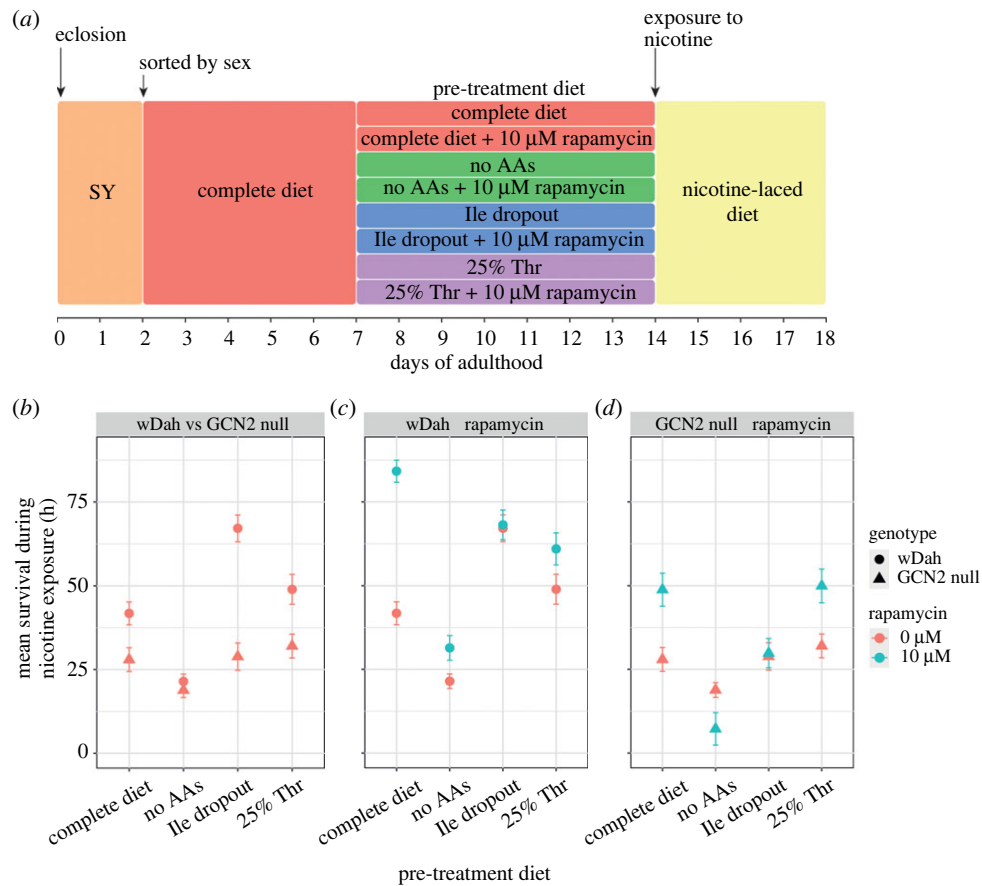 (a)
eclosion
sorted by sex
exposure to
nicotine
pre-treatment diet
SY
complete diet
complete diet
complete diet + 10 µM rapamycin
no AAs
no AAs + 10 µM rapamycin
Ile dropout
Ile dropout + 10 µM rapamycin
25% Thr
25% Thr + 10 µM rapamycin
nicotine-laced
diet
0 1 2 3 4 5 6 7 8 9 10 11 12 13 14 15 16 17 18
days of adulthood
(b) (c) (d)
wDah vs GCN2 null
wDah rapamycin
GCN2 null rapamycin
mean survival during
nicotine exposure (h)
75
50
25
0
complete diet no AAs Ile dropout 25% Thr
complete diet no AAs Ile dropout 25% Thr
complete diet no AAs Ile dropout 25% Thr
pre-treatment diet
genotype
wDah
GCN2 null
rapamycin
0 µM
10 µM